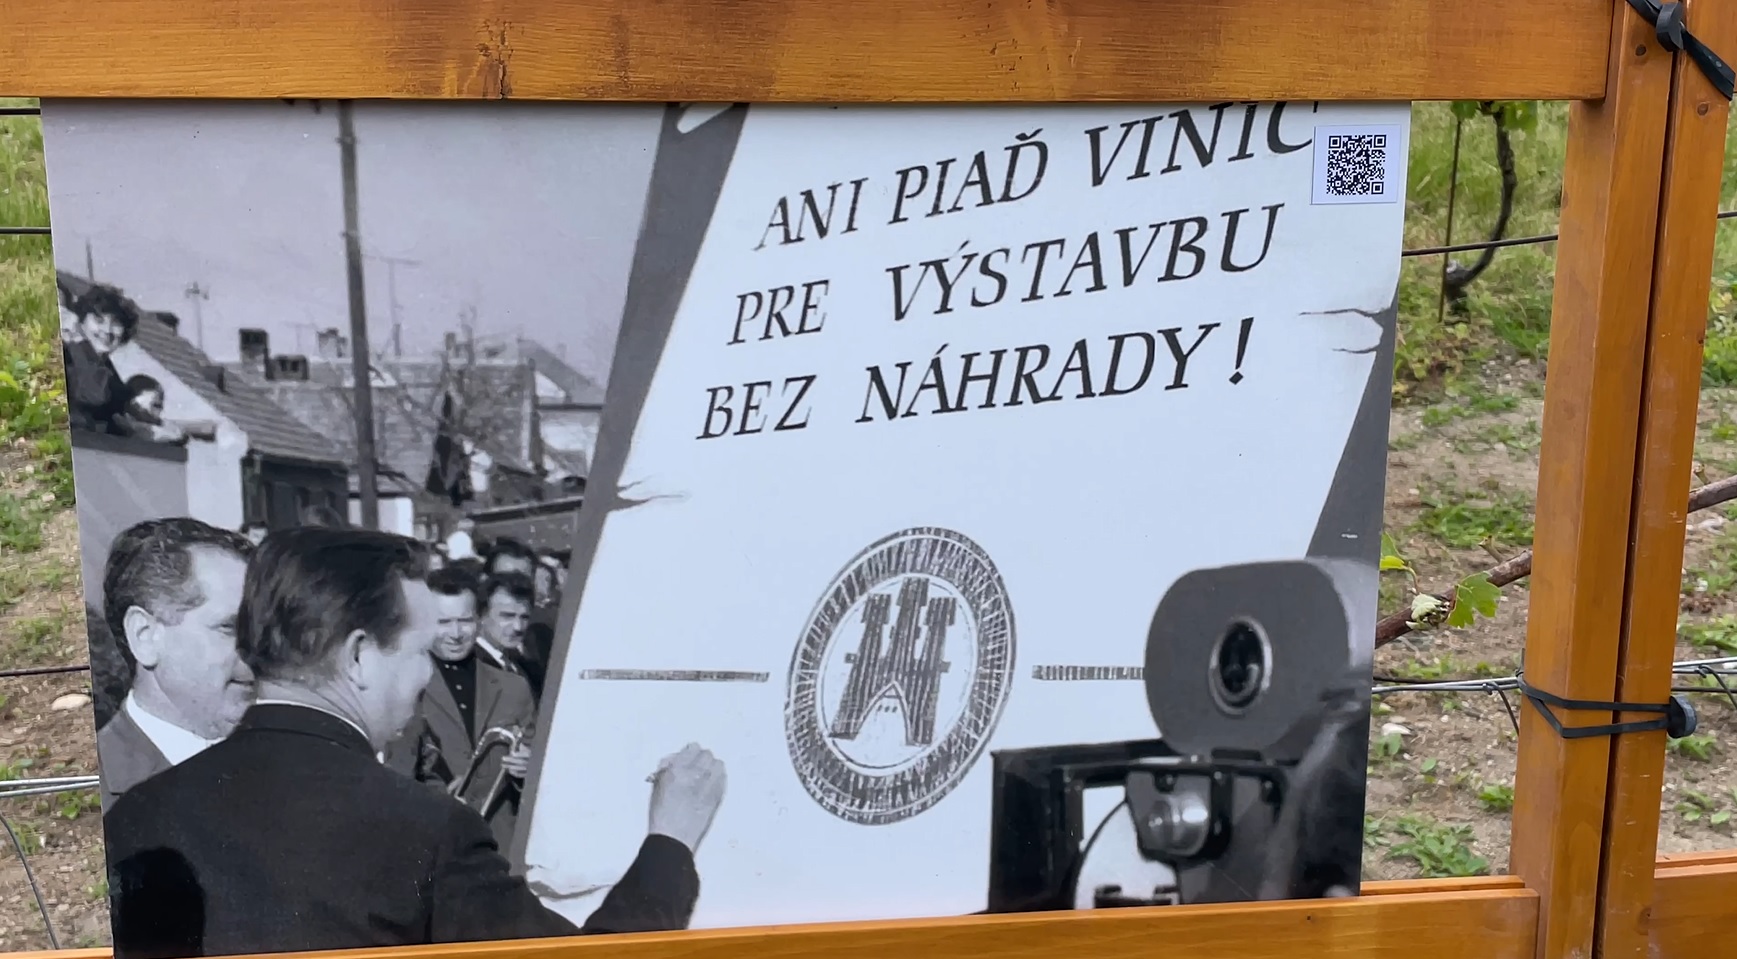 ANI PIAĎ VINÍC
PRE VÝSTAVBU
BEZ NÁHRADY!